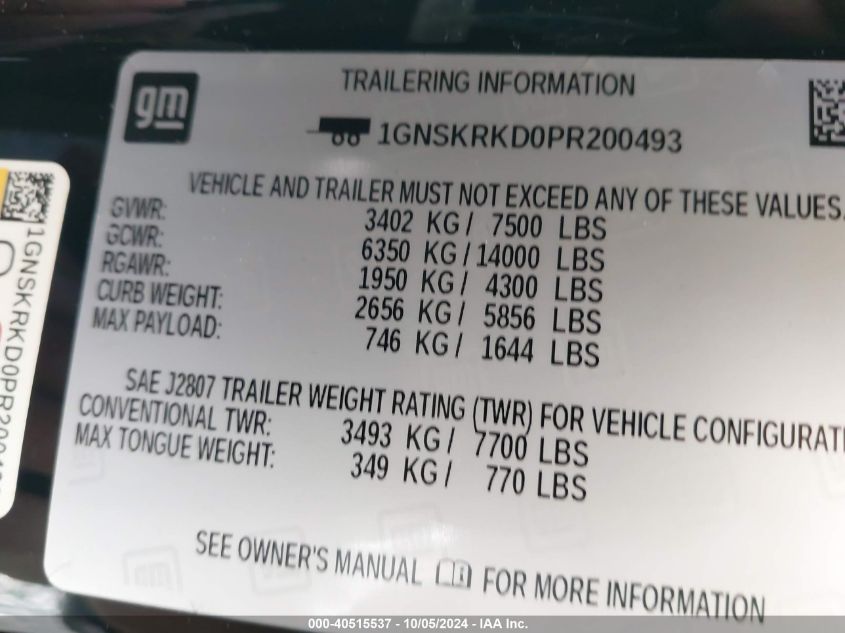 gm
TRAILERING INFORMATION
1GNSKRKD0PR200493
VEHICLE AND TRAILER MUST NOT EXCEED ANY OF THESE VALUES.
GVWR: 3402 KG / 7500 LBS
GCWR: 6350 KG / 14000 LBS
RGAWR: 1950 KG / 4300 LBS
CURB WEIGHT: 2656 KG / 5856 LBS
MAX PAYLOAD: 746 KG / 1644 LBS
SAE J2807 TRAILER WEIGHT RATING (TWR) FOR VEHICLE CONFIGURATI
CONVENTIONAL TWR: 3493 KG / 7700 LBS
MAX TONGUE WEIGHT: 349 KG / 770 LBS
SEE OWNER'S MANUAL FOR MORE INFORMATION
gm
1GNSKRKD0PR200
000-40515537 - 10/05/2024 - IAA Inc.